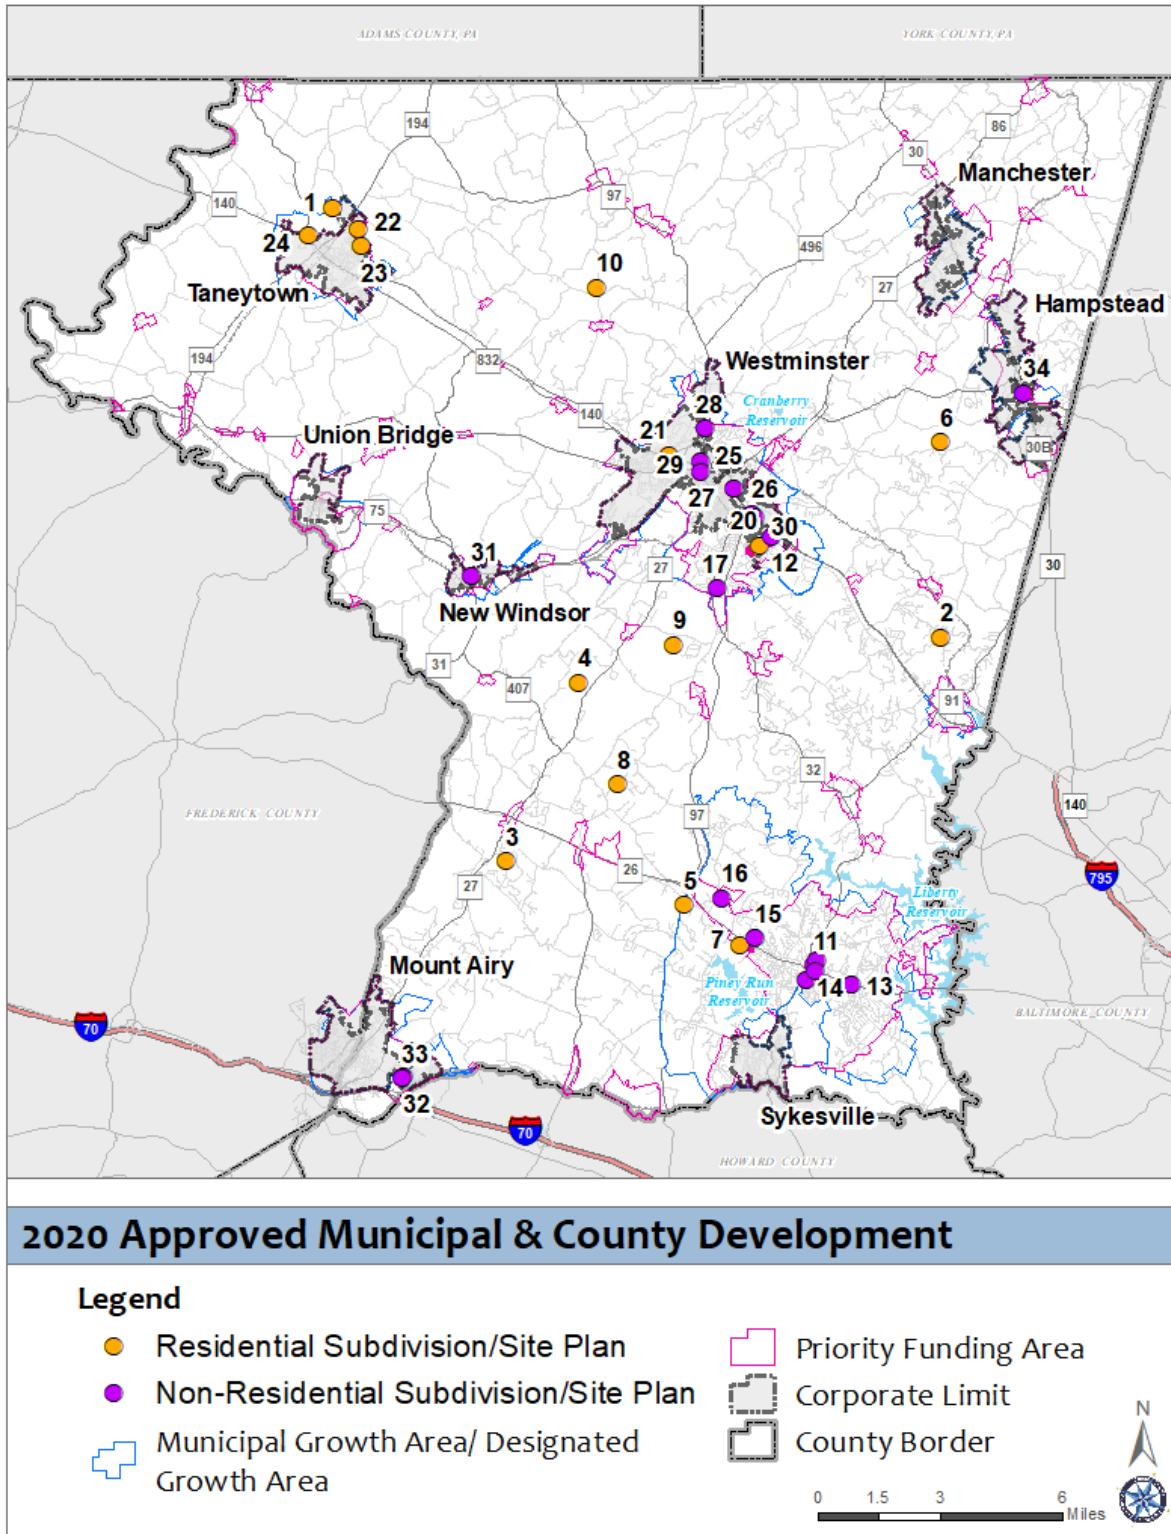 ADAMS COUNTY, PA
YORK COUNTY, PA
194
86
30
Manchester
97
140
1
22
24
23
496
Taneytown
10
27
Hampstead
194
832
Westminster
34
Cranberry
Reservoir
140
28
6
Union Bridge
21
25
30B
29
27
26
75
20
30
12
31
27
17
30
New Windsor
9
2
31
4
407
91
8
32
FREDERICK COUNTY
97
140
3
26
795
27
5
16
Liberty
Reservoir
15
7
11
Mount Airy
Piney Run
Reservoir
14
13
70
BALTIMORE COUNTY
33
32
70
Sykesville
HOWARD COUNTY
2020 Approved Municipal & County Development
Legend
Residential Subdivision/Site Plan
Non-Residential Subdivision/Site Plan
Municipal Growth Area/ Designated
Growth Area
Priority Funding Area
Corporate Limit
County Border
N
0 1.5 3 6
Miles